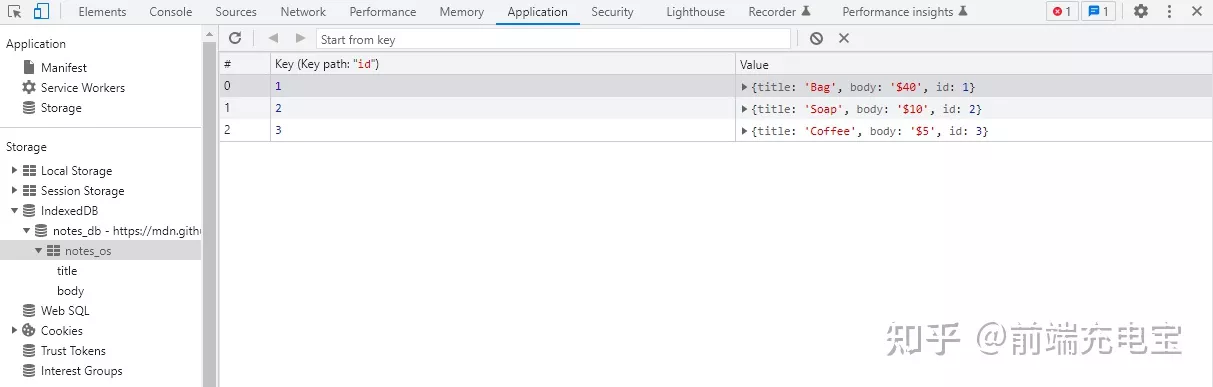 Elements Console Sources Network Performance Memory Application Security Lighthouse Recorder Performance insights 1 1
Application
Manifest
Service Workers
Storage
Storage
Local Storage
Session Storage
IndexedDB
notes_db - https://mdn.gith
notes_os
title
body
Web SQL
Cookies
Trust Tokens
Interest Groups
Start from key
# Key (Key path: "id") Value
0 1 {title: 'Bag', body: '$40', id: 1}
1 2 {title: 'Soap', body: '$10', id: 2}
2 3 {title: 'Coffee', body: '$5', id: 3}
知乎 @前端充电宝